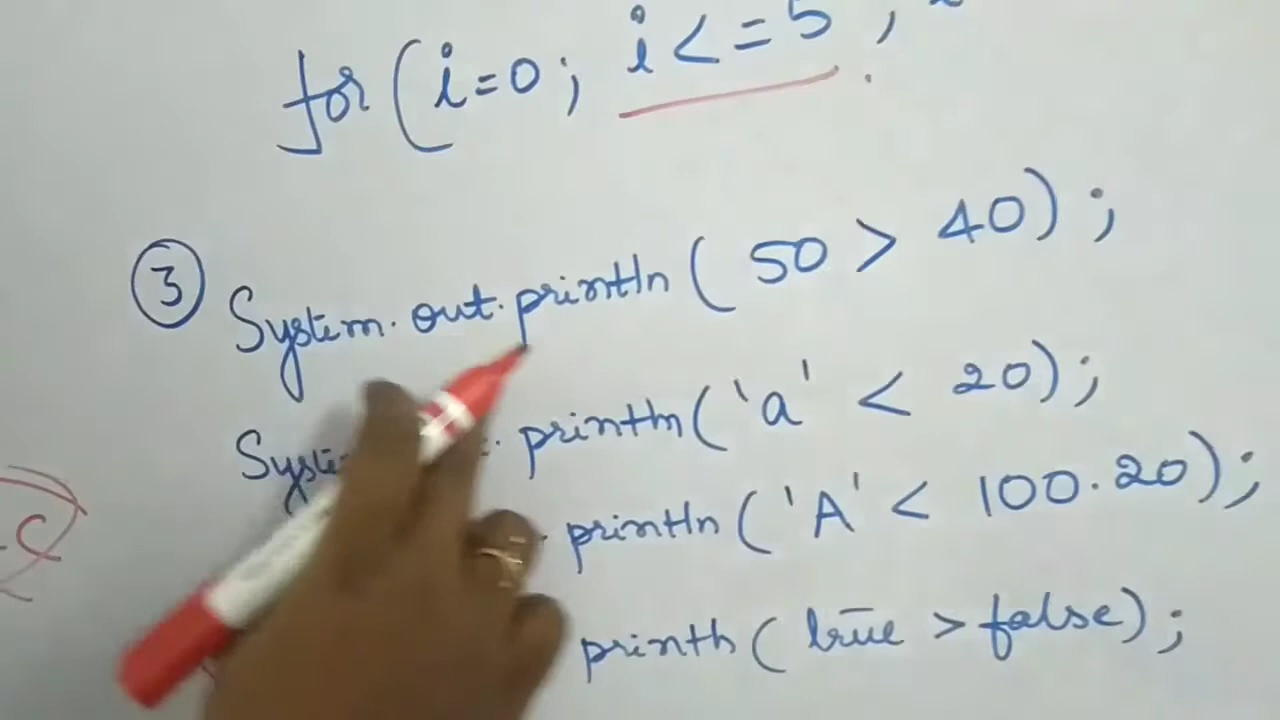 for ( i=0 ; i <= 5 ;
③ System.out.println ( 50 > 40 ) ;
println ( 'a' < 20 ) ;
. println ( 'A' < 100.20 ) ;
println ( true > false ) ;